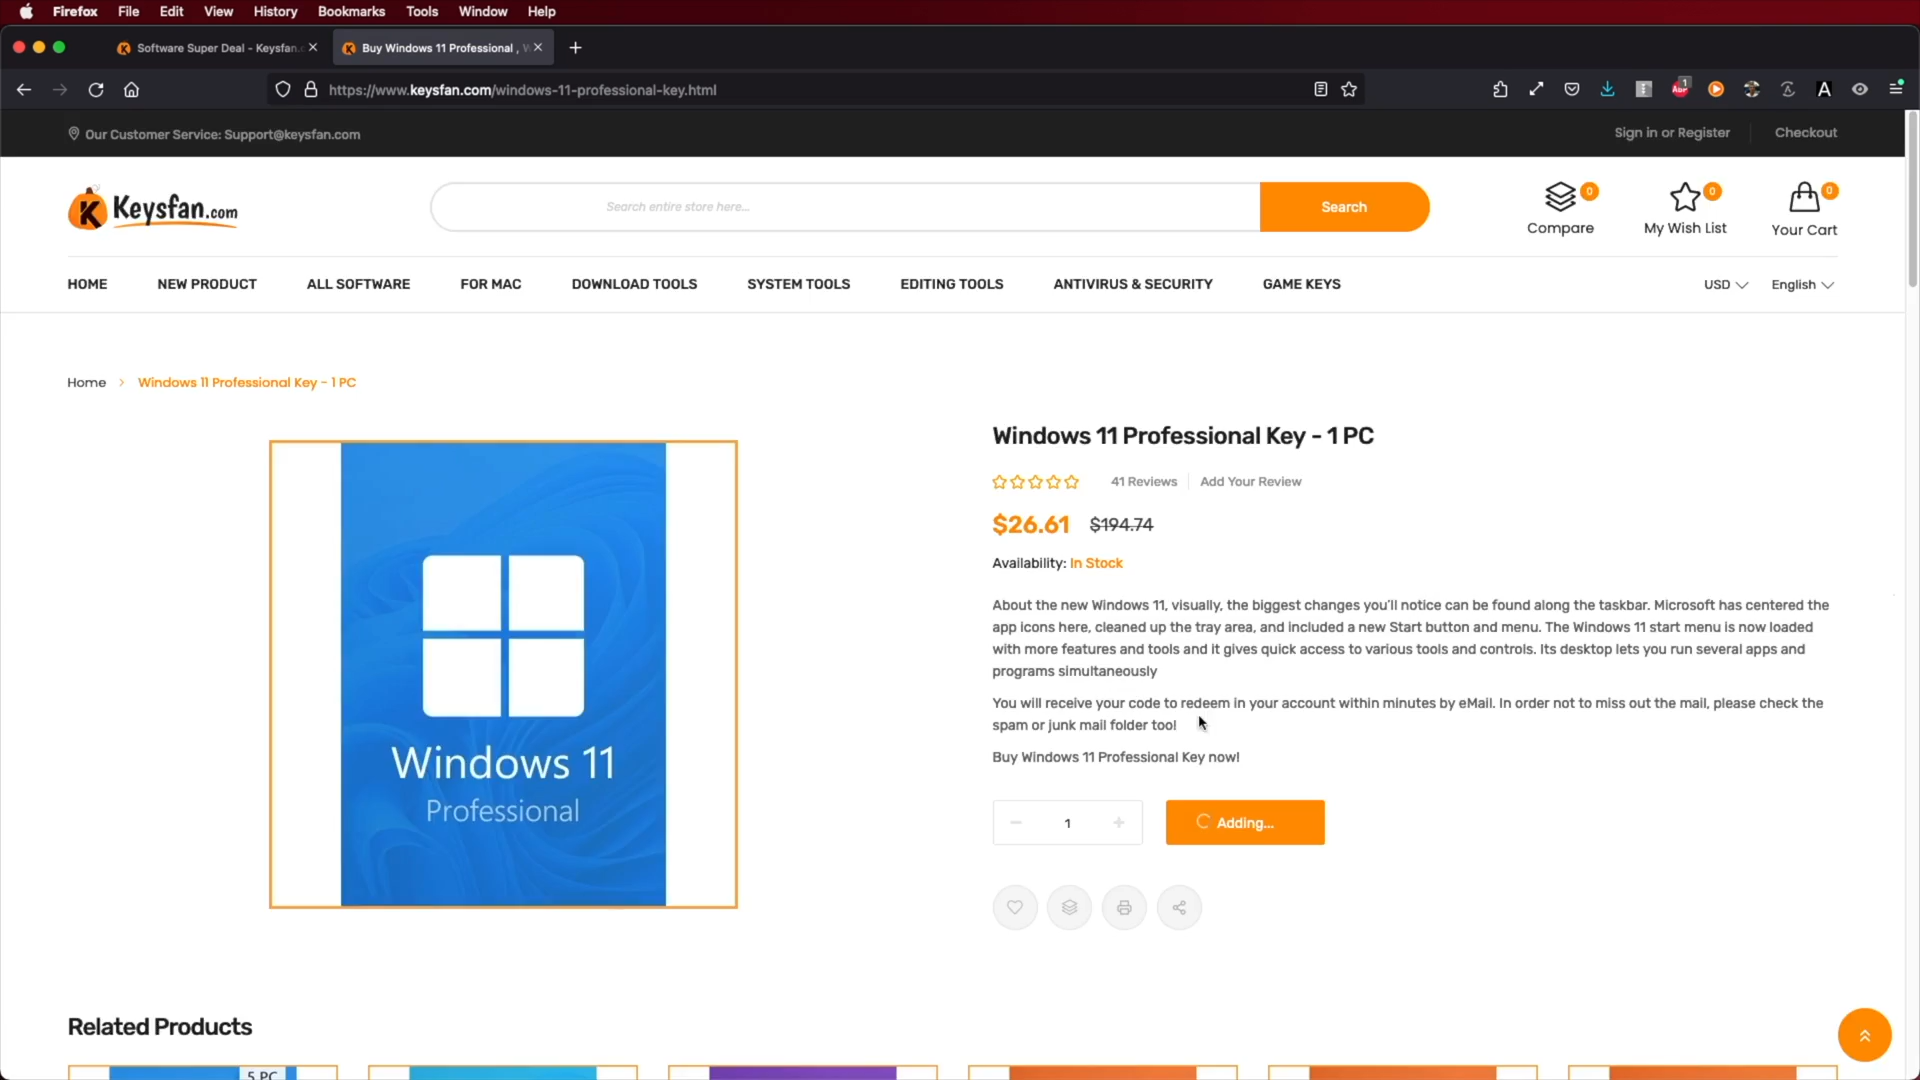 Firefox File Edit View History Bookmarks Tools Window Help
Software Super Deal - Keysfan.c
Buy Windows 11 Professional , W
https://www.keysfan.com/windows-11-professional-key.html
1
ABP
A
Our Customer Service: Support@keysfan.com
Sign in or Register
Checkout
K Keysfan.com
Search entire store here...
Search
0
Compare
0
My Wish List
0
Your Cart
HOME
NEW PRODUCT
ALL SOFTWARE
FOR MAC
DOWNLOAD TOOLS
SYSTEM TOOLS
EDITING TOOLS
ANTIVIRUS & SECURITY
GAME KEYS
USD
English
Home > Windows 11 Professional Key - 1 PC
Windows 11
Professional
Windows 11 Professional Key - 1 PC
41 Reviews
Add Your Review
$26.61 $194.74
Availability: In Stock
About the new Windows 11, visually, the biggest changes you'll notice can be found along the taskbar. Microsoft has centered the
app icons here, cleaned up the tray area, and included a new Start button and menu. The Windows 11 start menu is now loaded
with more features and tools and it gives quick access to various tools and controls. Its desktop lets you run several apps and
programs simultaneously
You will receive your code to redeem in your account within minutes by eMail. In order not to miss out the mail, please check the
spam or junk mail folder too!
Buy Windows 11 Professional Key now!
- 1 +
Adding...
Related Products
5 PC